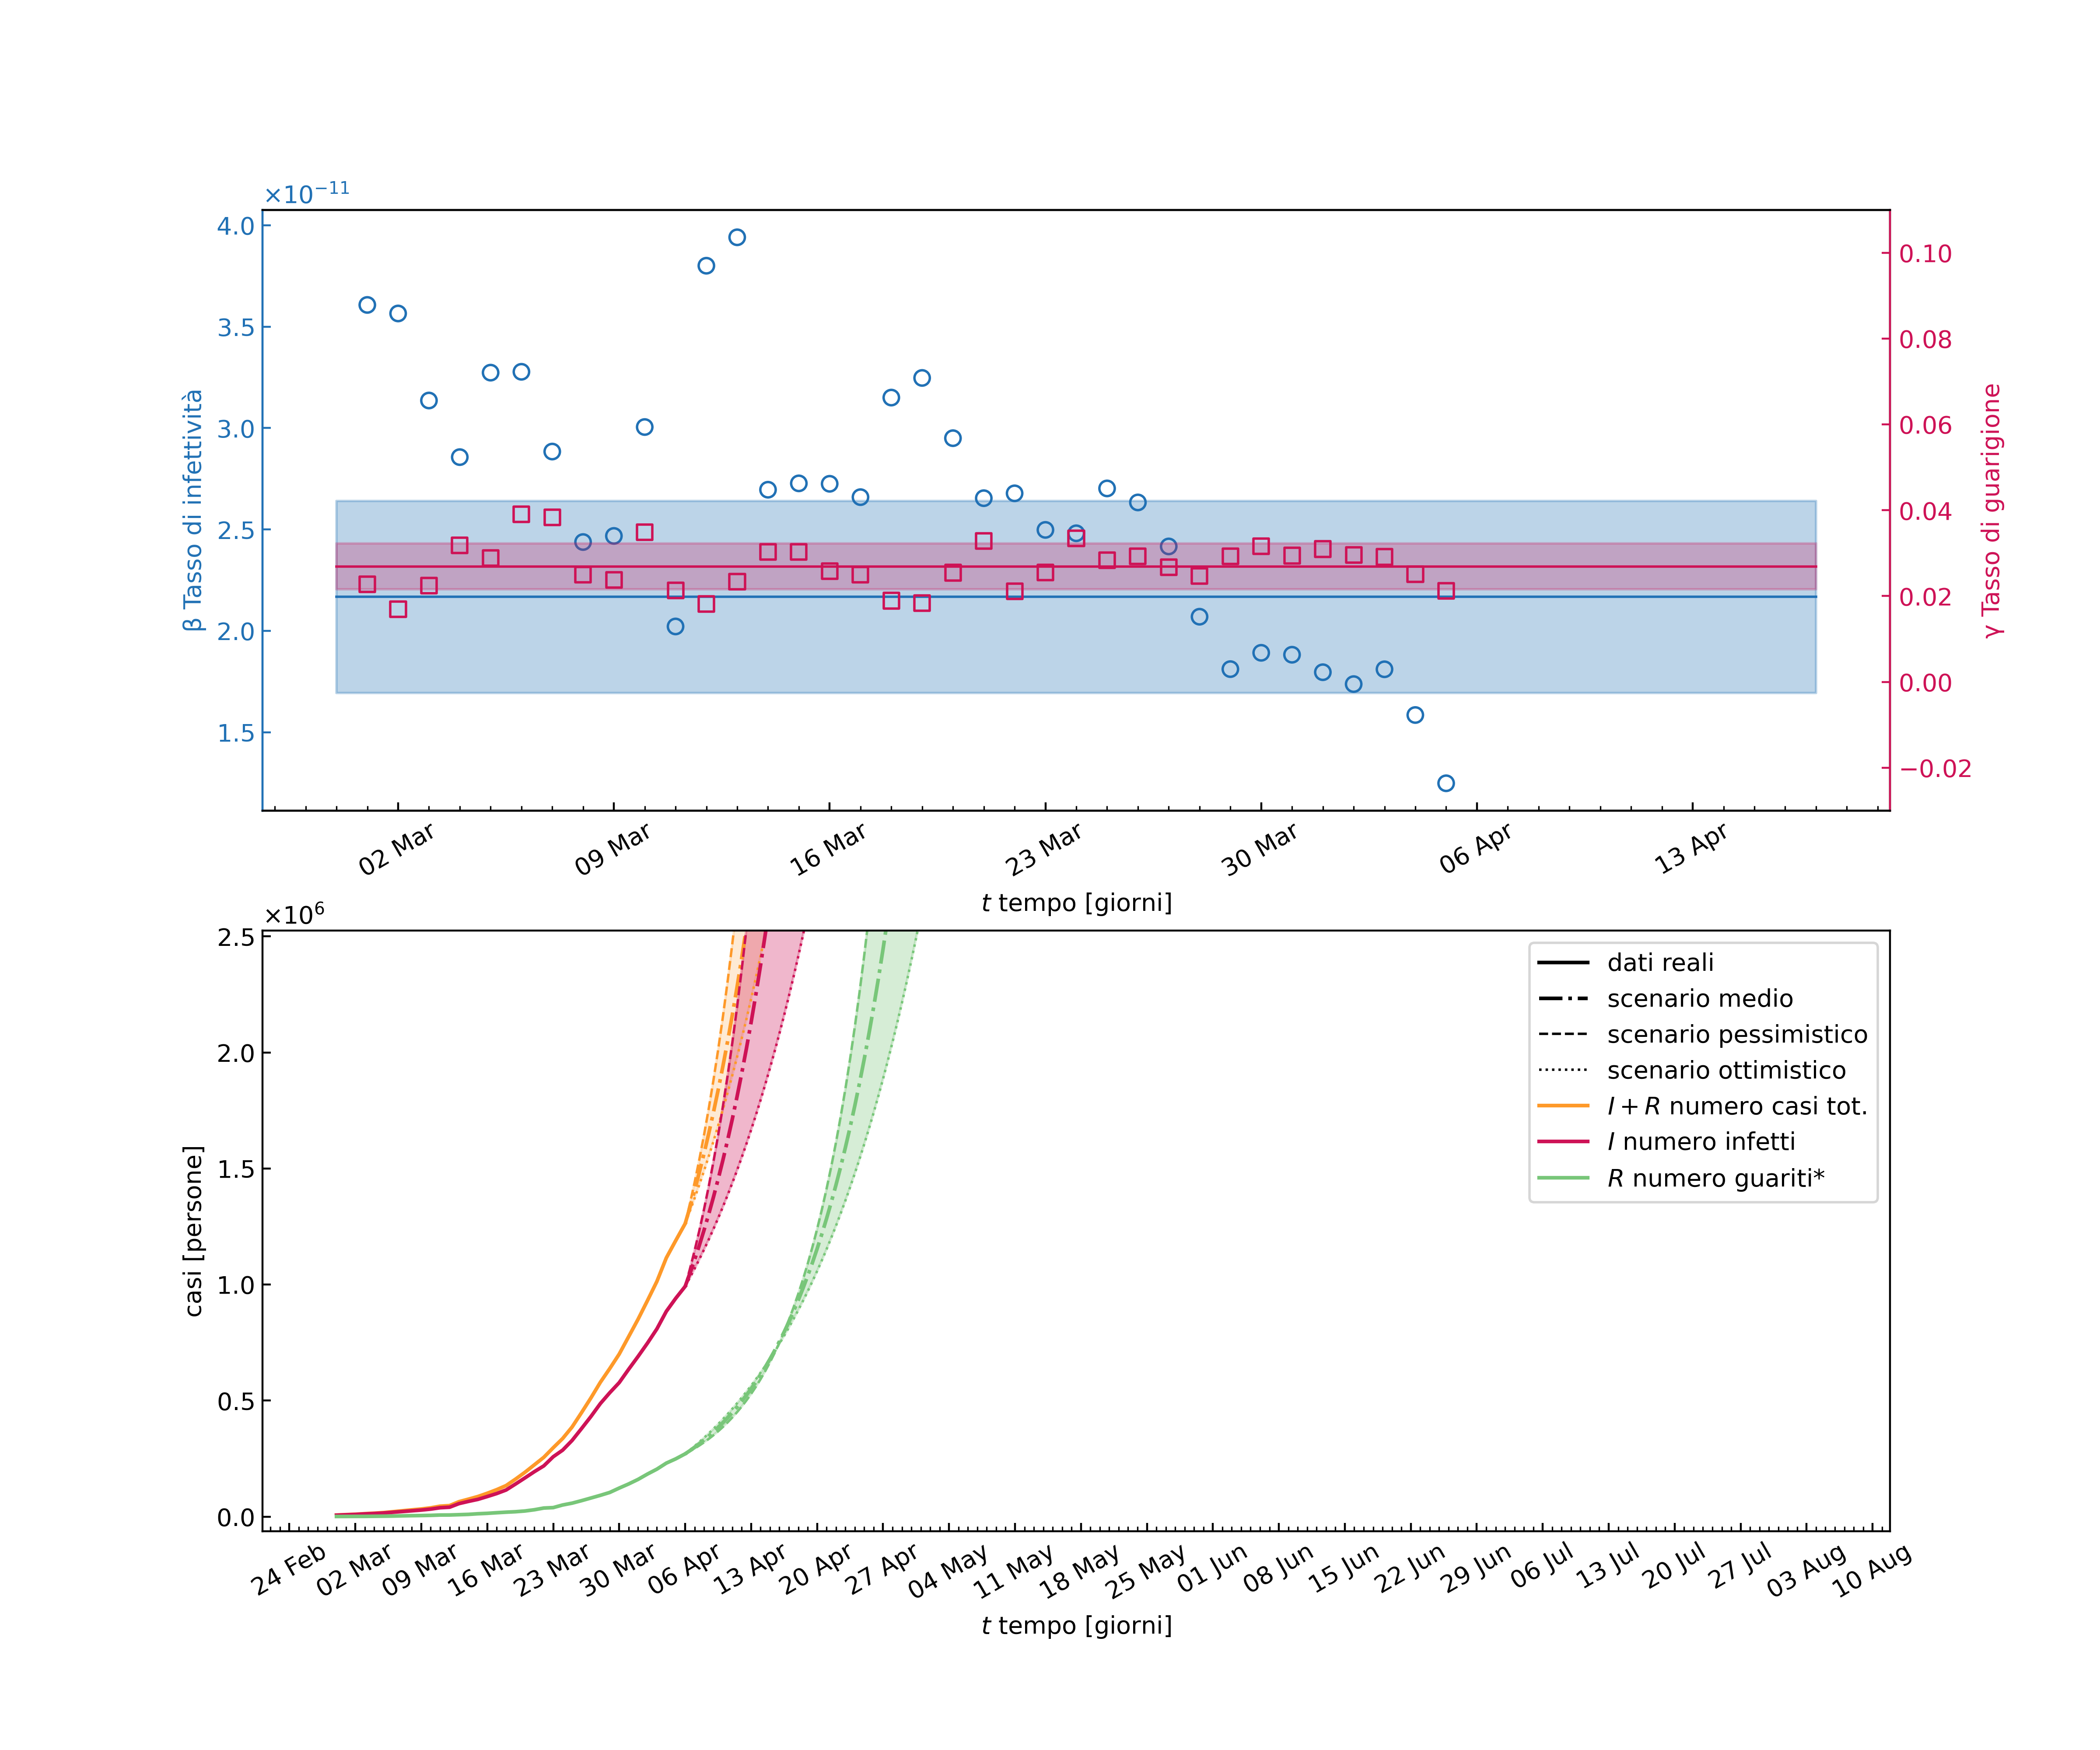 ×10⁻¹¹
4.0
3.5
3.0
2.5
2.0
1.5
β Tasso di infettività
0.10
0.08
0.06
0.04
0.02
0.00
−0.02
γ Tasso di guarigione
02 Mar
09 Mar
16 Mar
23 Mar
30 Mar
06 Apr
13 Apr
t tempo [giorni]
×10⁶
2.5
2.0
1.5
1.0
0.5
0.0
casi [persone]
dati reali
scenario medio
scenario pessimistico
scenario ottimistico
I + R numero casi tot.
I numero infetti
R numero guariti*
24 Feb
02 Mar
09 Mar
16 Mar
23 Mar
30 Mar
06 Apr
13 Apr
20 Apr
27 Apr
04 May
11 May
18 May
25 May
01 Jun
08 Jun
15 Jun
22 Jun
29 Jun
06 Jul
13 Jul
20 Jul
27 Jul
03 Aug
10 Aug
t tempo [giorni]